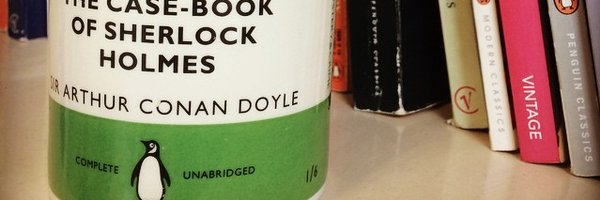 THE CASE-BOOK
OF SHERLOCK
HOLMES
SIR ARTHUR CONAN DOYLE
COMPLETE UNABRIDGED
1/6
MODERN CLASSICS
VINTAGE
PENGUIN CLASSICS